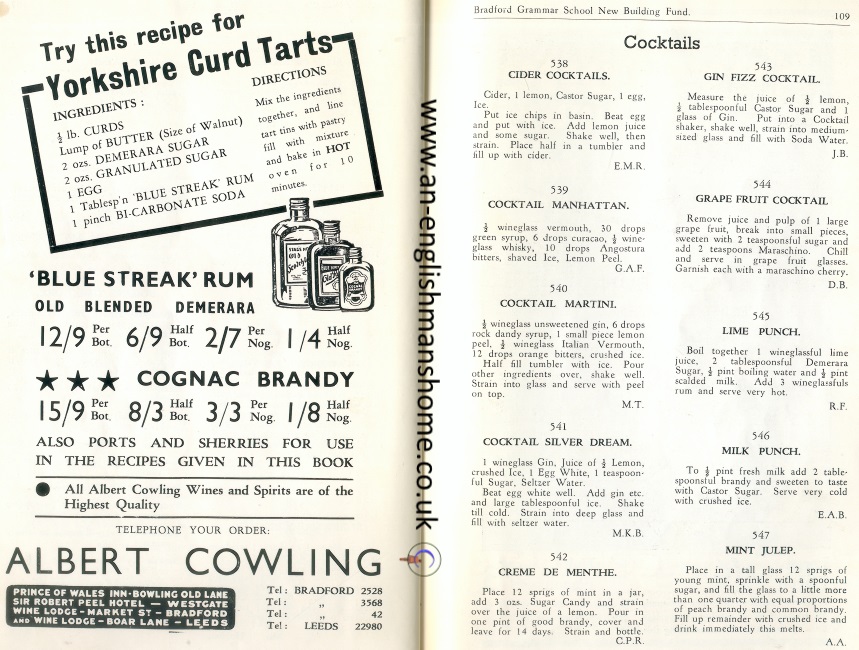 Try this recipe for
Yorkshire Curd Tarts
INGREDIENTS :
½ lb. CURDS
Lump of BUTTER (Size of Walnut)
2 ozs. DEMERARA SUGAR
2 ozs. GRANULATED SUGAR
1 EGG
1 Tablesp'n 'BLUE STREAK' RUM
1 pinch BI-CARBONATE SODA
DIRECTIONS
Mix the ingredients
together, and line
tart tins with pastry
fill with mixture
and bake in HOT
oven for 10
minutes.
'BLUE STREAK' RUM
OLD BLENDED DEMERARA
12/9 Per Bot. 6/9 Half Bot. 2/7 Per Nog. 1/4 Half Nog.
★ ★ ★ COGNAC BRANDY
15/9 Per Bot. 8/3 Half Bot. 3/3 Per Nog. 1/8 Half Nog.
ALSO PORTS AND SHERRIES FOR USE
IN THE RECIPES GIVEN IN THIS BOOK
● All Albert Cowling Wines and Spirits are of the
Highest Quality
TELEPHONE YOUR ORDER:
ALBERT COWLING
PRINCE OF WALES INN·BOWLING OLD LANE
SIR ROBERT PEEL HOTEL — WESTGATE
WINE LODGE·MARKET ST·BRADFORD
AND WINE LODGE·BOAR LANE·LEEDS
Tel : BRADFORD 2528
Tel : „ 3568
Tel : „ 42
Tel : LEEDS 22980
www.an-englishmanshome.co.uk
Bradford Grammar School New Building Fund. 109
Cocktails
538
CIDER COCKTAILS.
Cider, 1 lemon, Castor Sugar, 1 egg,
Ice.
Put ice chips in basin. Beat egg
and put with ice. Add lemon juice
and some sugar. Shake well, then
strain. Place half in a tumbler and
fill up with cider.
E.M.R.
539
COCKTAIL MANHATTAN.
½ wineglass vermouth, 30 drops
green syrup, 6 drops curacao, ½ wine-
glass whisky, 10 drops Angostura
bitters, shaved Ice, Lemon Peel.
G.A.F.
540
COCKTAIL MARTINI.
½ wineglass unsweetened gin, 6 drops
rock dandy syrup, 1 small piece lemon
peel, ½ wineglass Italian Vermouth,
12 drops orange bitters, crushed ice.
Half fill tumbler with ice. Pour
other ingredients over, shake well.
Strain into glass and serve with peel
on top.
M.T.
541
COCKTAIL SILVER DREAM.
1 wineglass Gin, Juice of ½ Lemon,
crushed Ice, 1 Egg White, 1 teaspoon-
ful Sugar, Seltzer Water.
Beat egg white well. Add gin etc.
and large tablespoonful ice. Shake
till cold. Strain into deep glass and
fill with seltzer water.
M.K.B.
542
CREME DE MENTHE.
Place 12 sprigs of mint in a jar,
add 3 ozs. Sugar Candy and strain
over the juice of a lemon. Pour in
one pint of good brandy, cover and
leave for 14 days. Strain and bottle.
C.P.R.
543
GIN FIZZ COCKTAIL.
Measure the juice of ½ lemon,
½ tablespoonful Castor Sugar and 1
glass of Gin. Put into a Cocktail
shaker, shake well, strain into medium-
sized glass and fill with Soda Water.
J.B.
544
GRAPE FRUIT COCKTAIL
Remove juice and pulp of 1 large
grape fruit, break into small pieces,
sweeten with 2 teaspoonsful sugar and
add 2 teaspoons Maraschino. Chill
and serve in grape fruit glasses.
Garnish each with a maraschino cherry.
D.B.
545
LIME PUNCH.
Boil together 1 wineglassful lime
juice, 2 tablespoonsful Demerara
Sugar, ½ pint boiling water and ½ pint
scalded milk. Add 3 wineglassfuls
rum and serve very hot.
R.F.
546
MILK PUNCH.
To ½ pint fresh milk add 2 table-
spoonsful brandy and sweeten to taste
with Castor Sugar. Serve very cold
with crushed ice.
E.A.B.
547
MINT JULEP.
Place in a tall glass 12 sprigs of
young mint, sprinkle with a spoonful
sugar, and fill the glass to a little more
than one quarter with equal proportions
of peach brandy and common brandy.
Fill up remainder with crushed ice and
drink immediately this melts.
A.A.